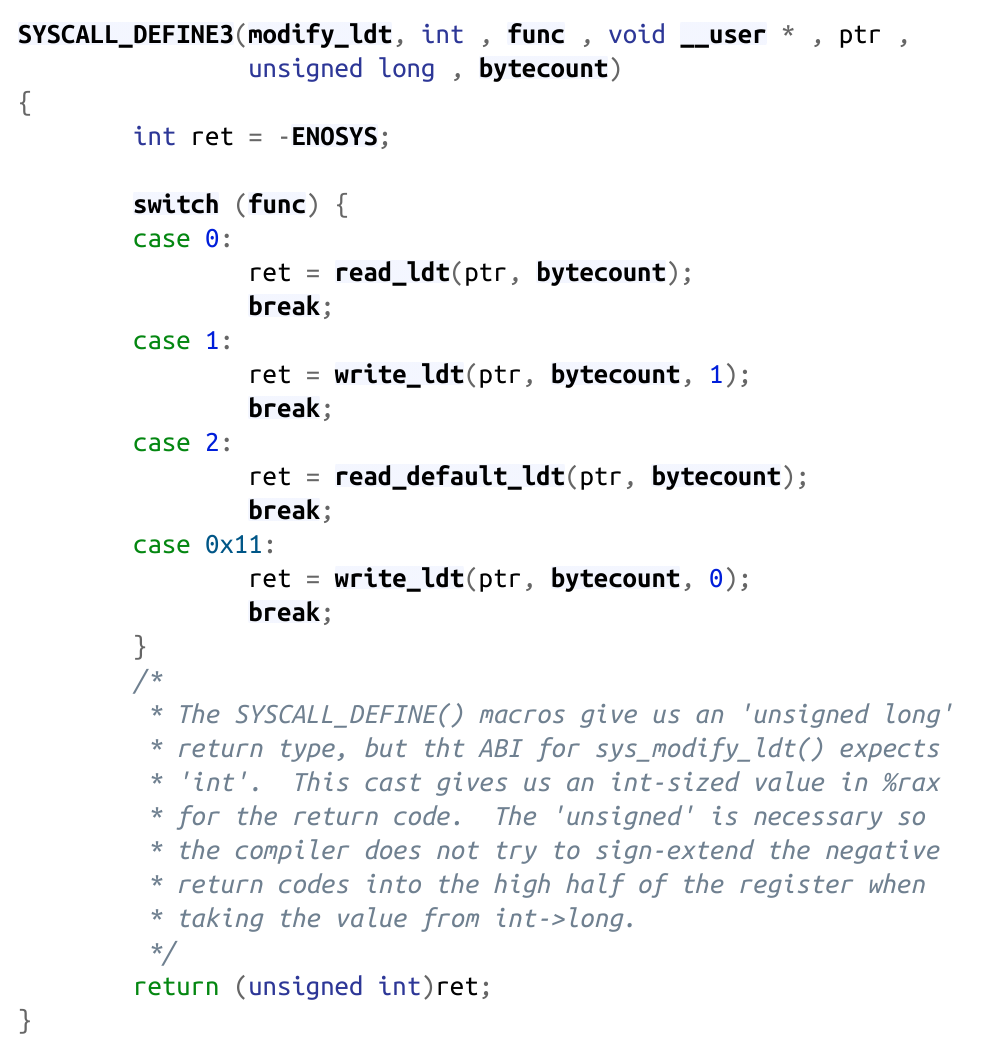 SYSCALL_DEFINE3(modify_ldt, int , func , void __user * , ptr ,
unsigned long , bytecount)
{
int ret = -ENOSYS;
switch (func) {
case 0:
ret = read_ldt(ptr, bytecount);
break;
case 1:
ret = write_ldt(ptr, bytecount, 1);
break;
case 2:
ret = read_default_ldt(ptr, bytecount);
break;
case 0x11:
ret = write_ldt(ptr, bytecount, 0);
break;
}
/*
* The SYSCALL_DEFINE() macros give us an 'unsigned long'
* return type, but tht ABI for sys_modify_ldt() expects
* 'int'.  This cast gives us an int-sized value in %rax
* for the return code.  The 'unsigned' is necessary so
* the compiler does not try to sign-extend the negative
* return codes into the high half of the register when
* taking the value from int->long.
*/
return (unsigned int)ret;
}